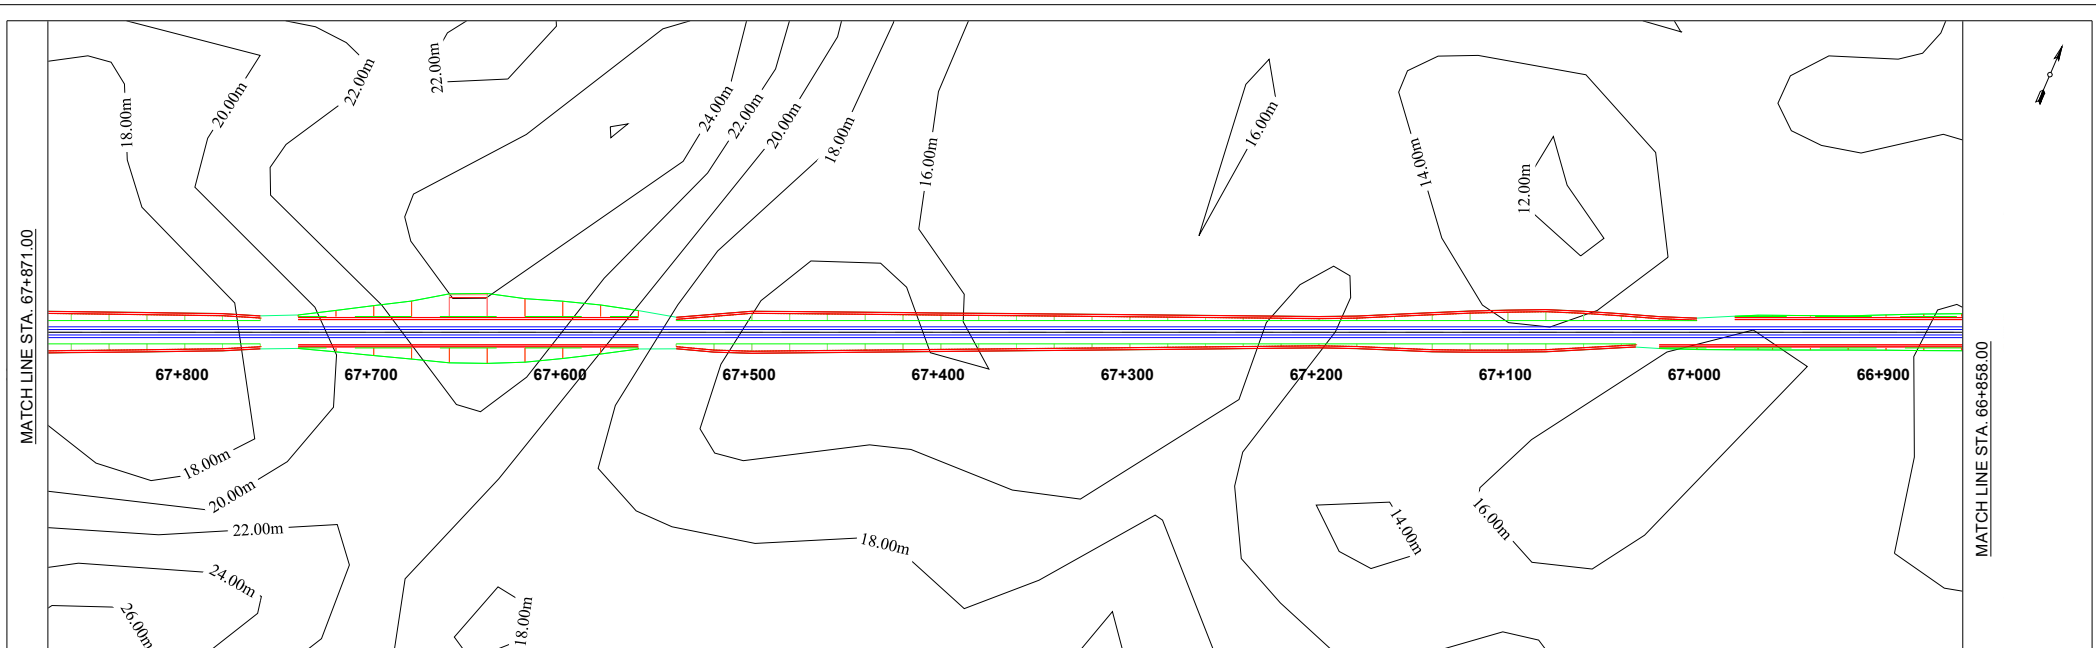 22.00m
22.00m
20.00m
18.00m
24.00m
22.00m
20.00m
18.00m
16.00m
16.00m
14.00m
12.00m
MATCH LINE STA. 67+871.00
67+800
67+700
67+600
67+500
67+400
67+300
67+200
67+100
67+000
66+900
MATCH LINE STA. 66+858.00
18.00m
20.00m
22.00m
24.00m
26.00m
18.00m
18.00m
14.00m
16.00m